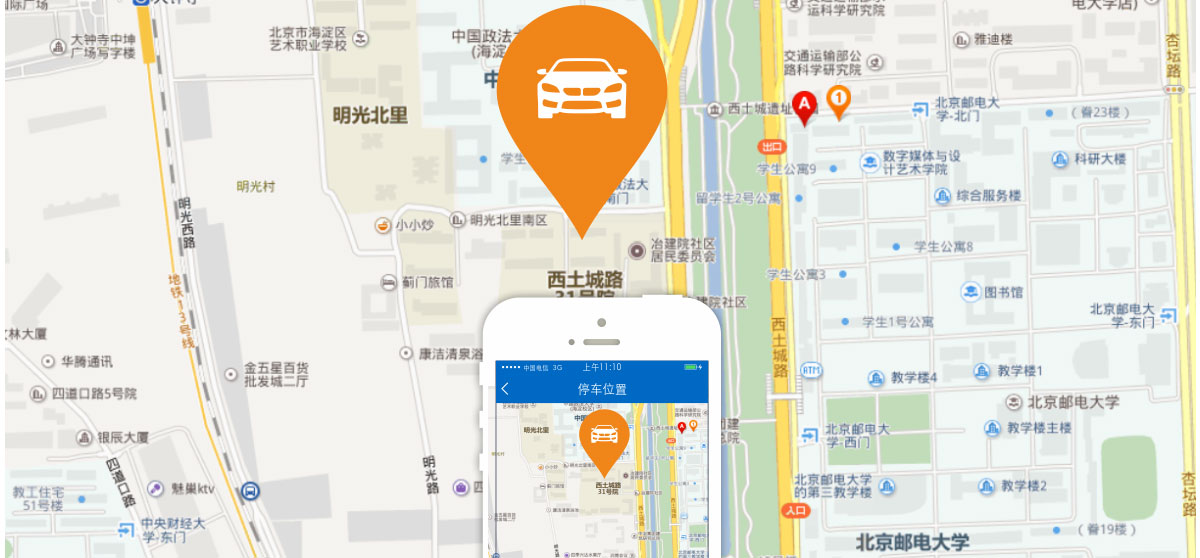 大钟寺中坤
广场写字楼
北京市海淀区
艺术职业学校
中国政法大
(海淀
明光北里
明光村
明光西路
地铁13号线
小小炒
明光北里南区
蓟门旅馆
西土城路
31号院
冶建院社区
居民委员会
建院社区
学生
政法大
南门
文林大厦
华腾通讯
四道口路5号院
金五星百货
批发城二厅
康洁清泉浴
银辰大厦
四道口路
魅巢ktv
教工住宅
51号楼
中央财经大
学-东门
明光路
四
运科学研究院
交通运输部公
路科学研究院
电大学店)
雅迪楼
杏坛路
西土城遗址
A
1
北京邮电大
学-北门
(眷23楼)
出口
学生公寓9
数字媒体与设
计艺术学院
科研大楼
留学生2号公寓
综合服务楼
学生公寓8
学生公寓3
图书馆
北京邮电大
学-东门
学生1号公寓
西土城路
ATM
教学楼4
教学楼1
北京邮电大学
北京邮电大
学-西门
教学楼主楼
北京邮电大学
的第三教学楼
教学楼2
入口
(眷19楼)
北京邮电大学
杏坛路
中国电信 3G
上午11:10
停车位置
明光北里
西土城路
31号院